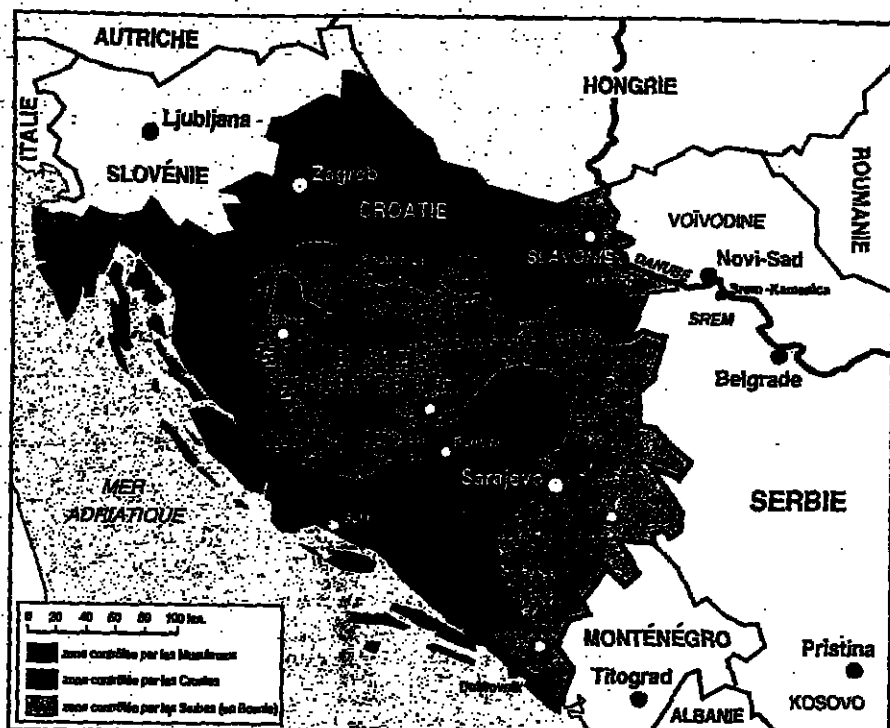 AUTRICHE
HONGRIE
ITALIE
Ljubljana
SLOVÉNIE
Zagreb
CROATIE
ROUMANIE
VOÏVODINE
SLAVONIE
DANUBE
Novi-Sad
Srem-Kamenica
SREM
Belgrade
Sarajevo
MER
ADRIATIQUE
SERBIE
0 20 40 60 80 100 km.
zone contrôlée par les Musulmans
zone contrôlée par les Croates
zone contrôlée par les Serbes (en Bosnie)
MONTÉNÉGRO
Pristina
Titograd
Dubrovnik
KOSOVO
ALBANIE